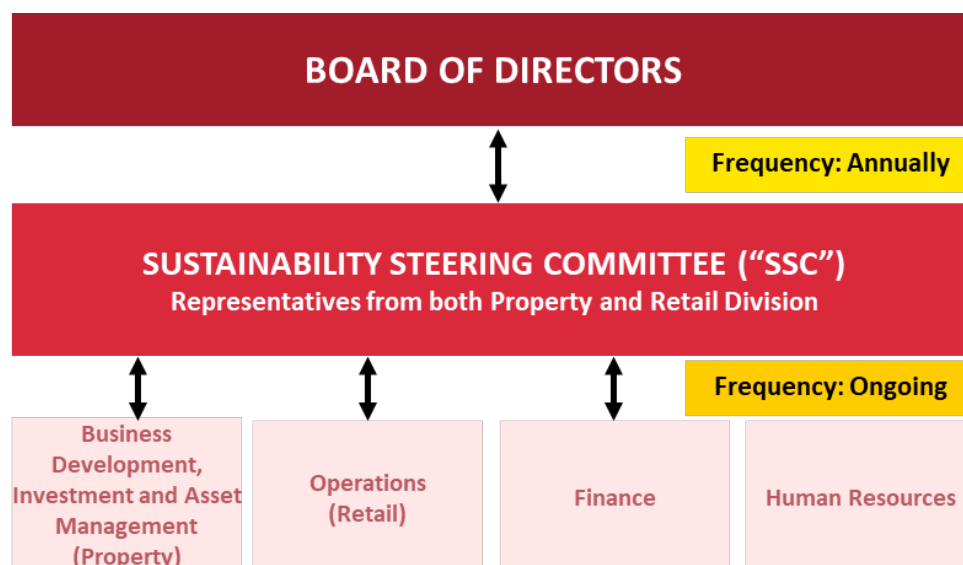 BOARD OF DIRECTORS
Frequency: Annually
SUSTAINABILITY STEERING COMMITTEE (“SSC”)
Representatives from both Property and Retail Division
Frequency: Ongoing
Business
Development,
Investment and Asset
Management
(Property)
Operations
(Retail)
Finance
Human Resources